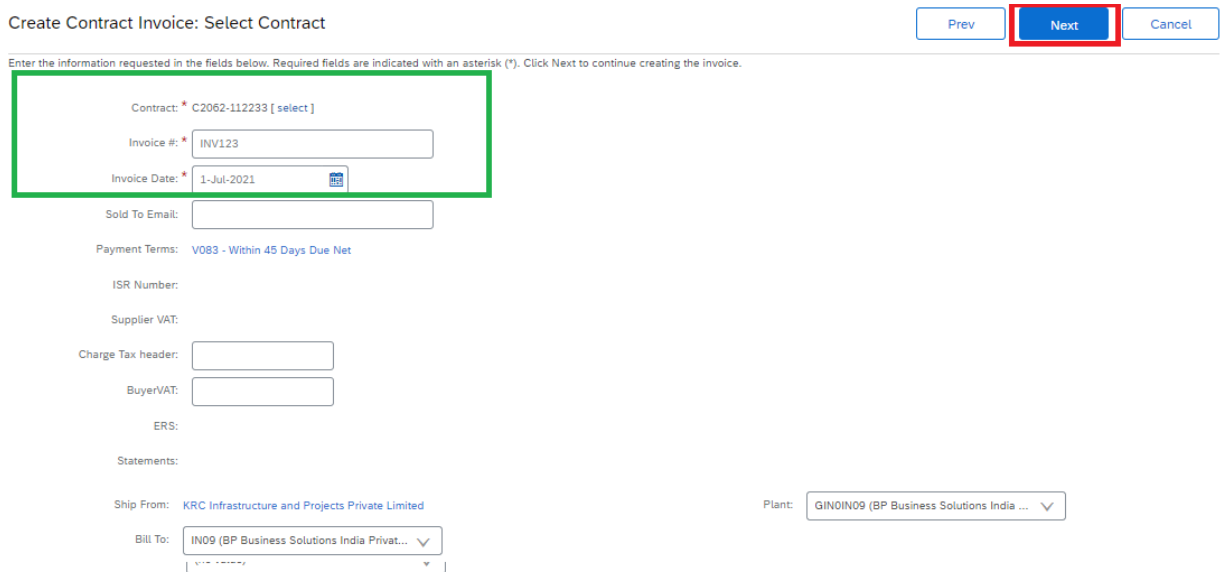 Create Contract Invoice: Select Contract
Prev
Next
Cancel
Enter the information requested in the fields below. Required fields are indicated with an asterisk (*). Click Next to continue creating the invoice.
Contract: * C2062-112233 [ select ]
Invoice #: * INV123
Invoice Date: * 1-Jul-2021
Sold To Email:
Payment Terms: V083 - Within 45 Days Due Net
ISR Number:
Supplier VAT:
Charge Tax header:
BuyerVAT:
ERS:
Statements:
Ship From: KRC Infrastructure and Projects Private Limited
Plant: GIN0IN09 (BP Business Solutions India ...
Bill To: IN09 (BP Business Solutions India Privat...